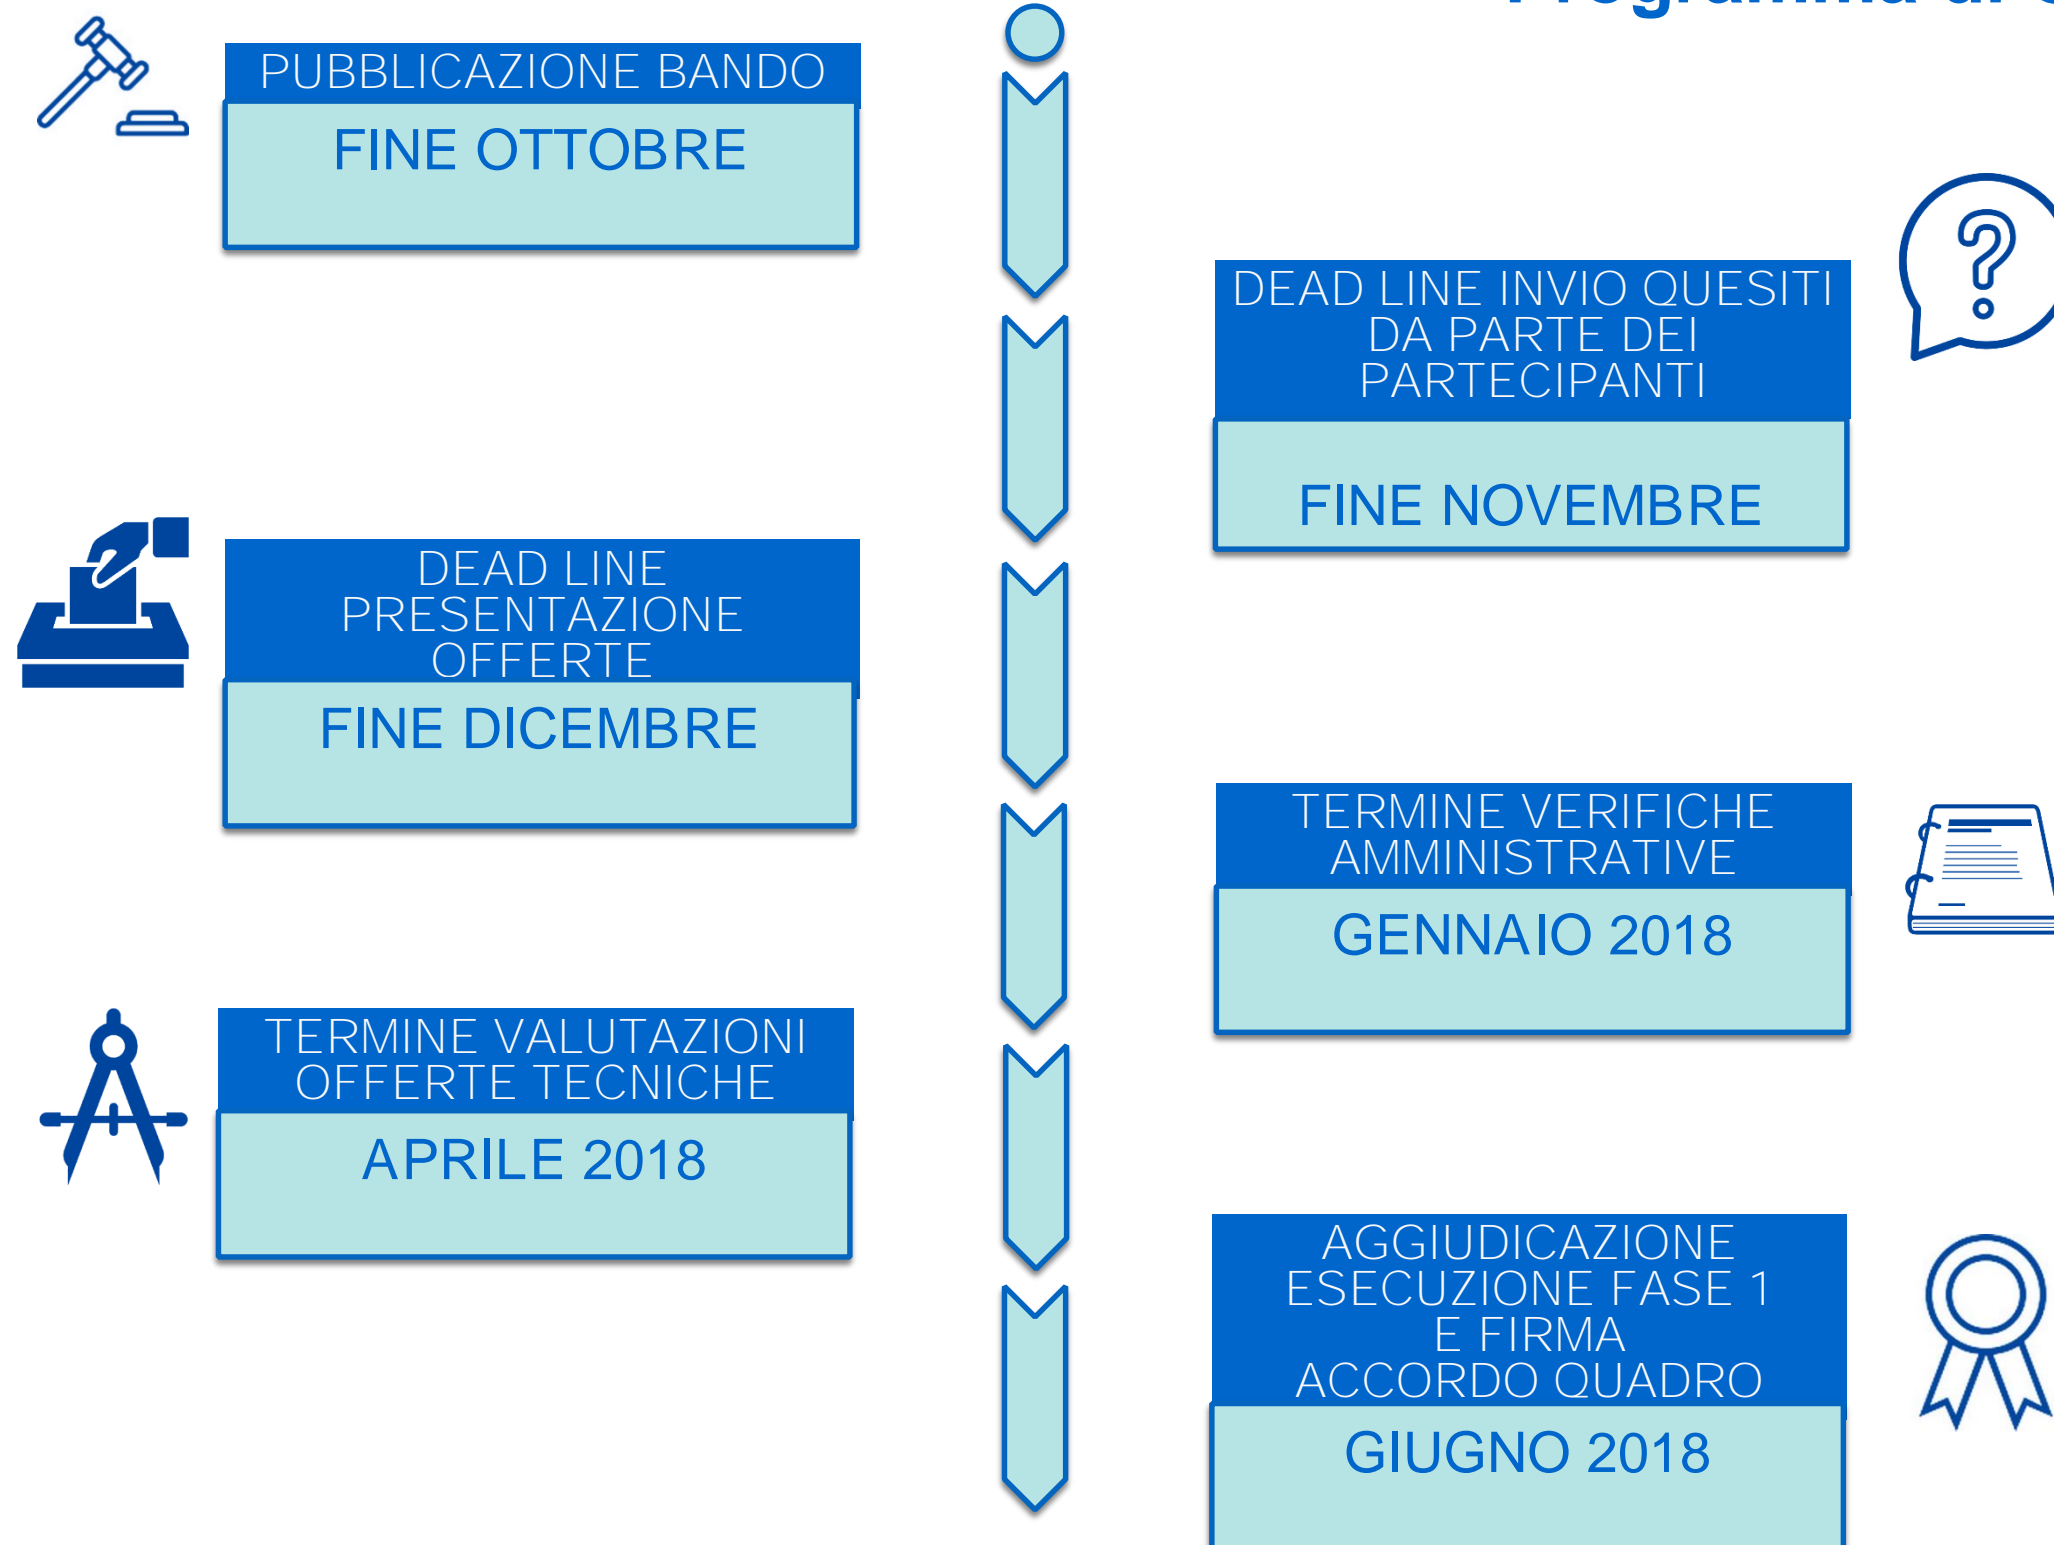 Programma di
PUBBLICAZIONE BANDO
FINE OTTOBRE
DEAD LINE INVIO QUESITI
DA PARTE DEI
PARTECIPANTI
FINE NOVEMBRE
DEAD LINE
PRESENTAZIONE
OFFERTE
FINE DICEMBRE
TERMINE VERIFICHE
AMMINISTRATIVE
GENNAIO 2018
TERMINE VALUTAZIONI
OFFERTE TECNICHE
APRILE 2018
AGGIUDICAZIONE
ESECUZIONE FASE 1
E FIRMA
ACCORDO QUADRO
GIUGNO 2018